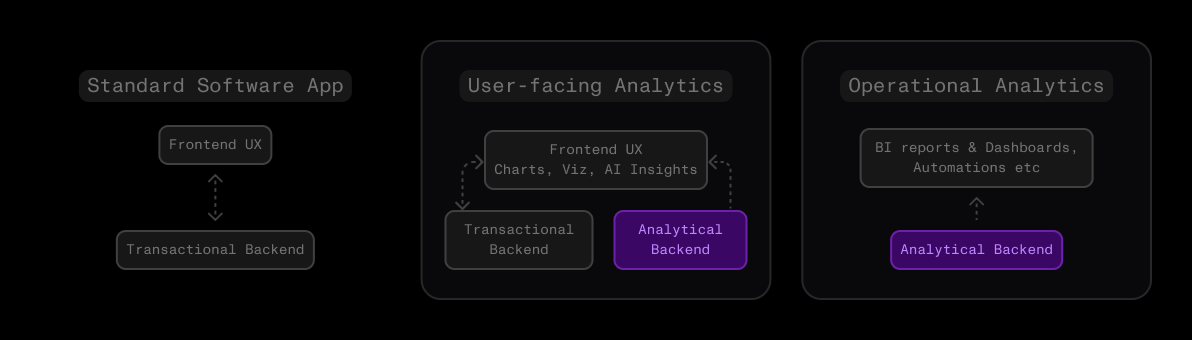 Standard Software App
Frontend UX
Transactional Backend
User-facing Analytics
Frontend UX
Charts, Viz, AI Insights
Transactional
Backend
Analytical
Backend
Operational Analytics
BI reports & Dashboards,
Automations etc
Analytical Backend